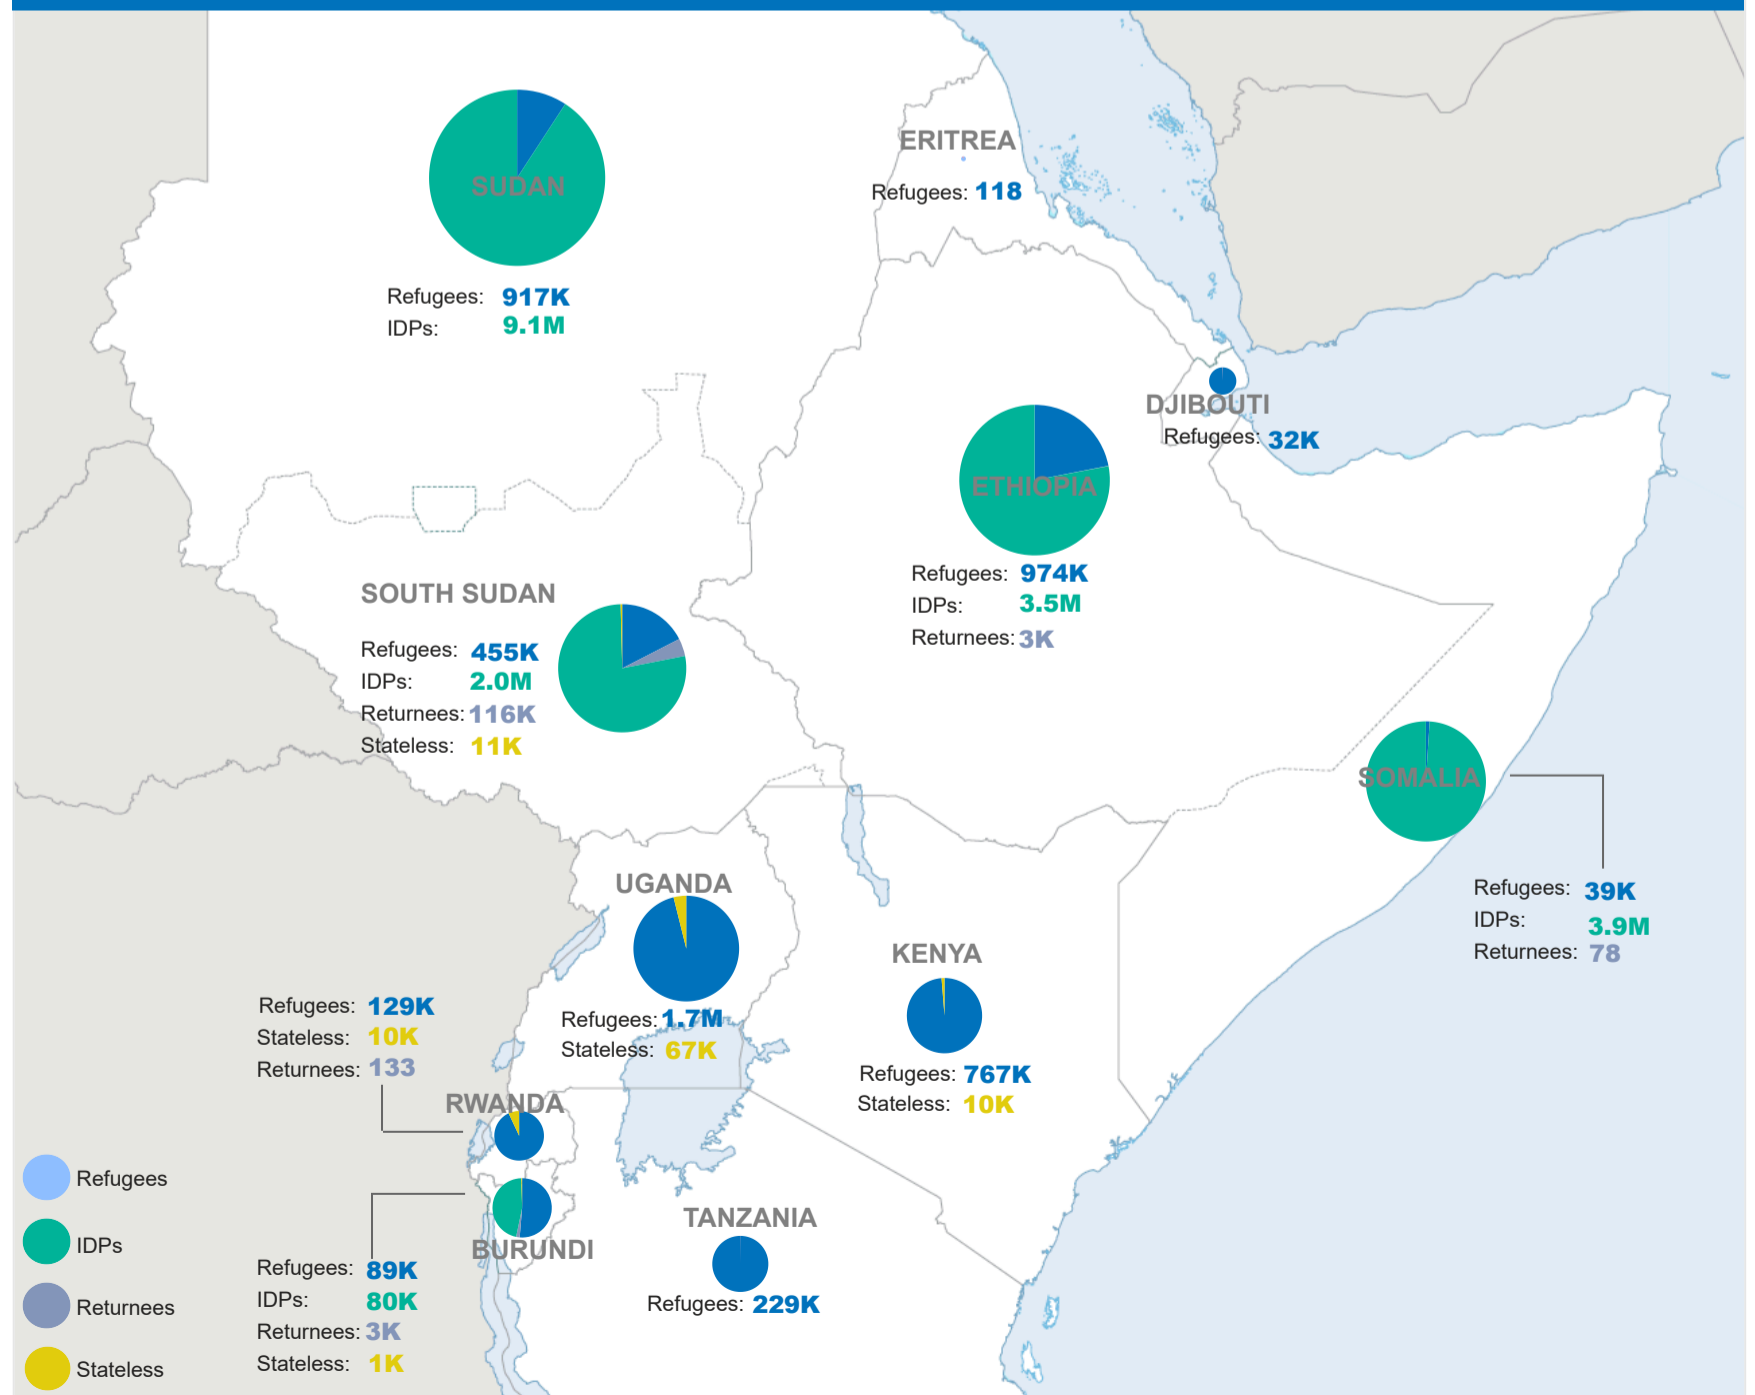 SUDAN
Refugees: 917K
IDPs: 9.1M
ERITREA
Refugees: 118
DJIBOUTI
Refugees: 32K
ETHIOPIA
Refugees: 974K
IDPs: 3.5M
Returnees: 3K
SOUTH SUDAN
Refugees: 455K
IDPs: 2.0M
Returnees: 116K
Stateless: 11K
SOMALIA
Refugees: 39K
IDPs: 3.9M
Returnees: 78
UGANDA
Refugees: 1.7M
Stateless: 67K
KENYA
Refugees: 767K
Stateless: 10K
Refugees: 129K
Stateless: 10K
Returnees: 133
RWANDA
BURUNDI
Refugees: 89K
IDPs: 80K
Returnees: 3K
Stateless: 1K
TANZANIA
Refugees: 229K
Refugees
IDPs
Returnees
Stateless